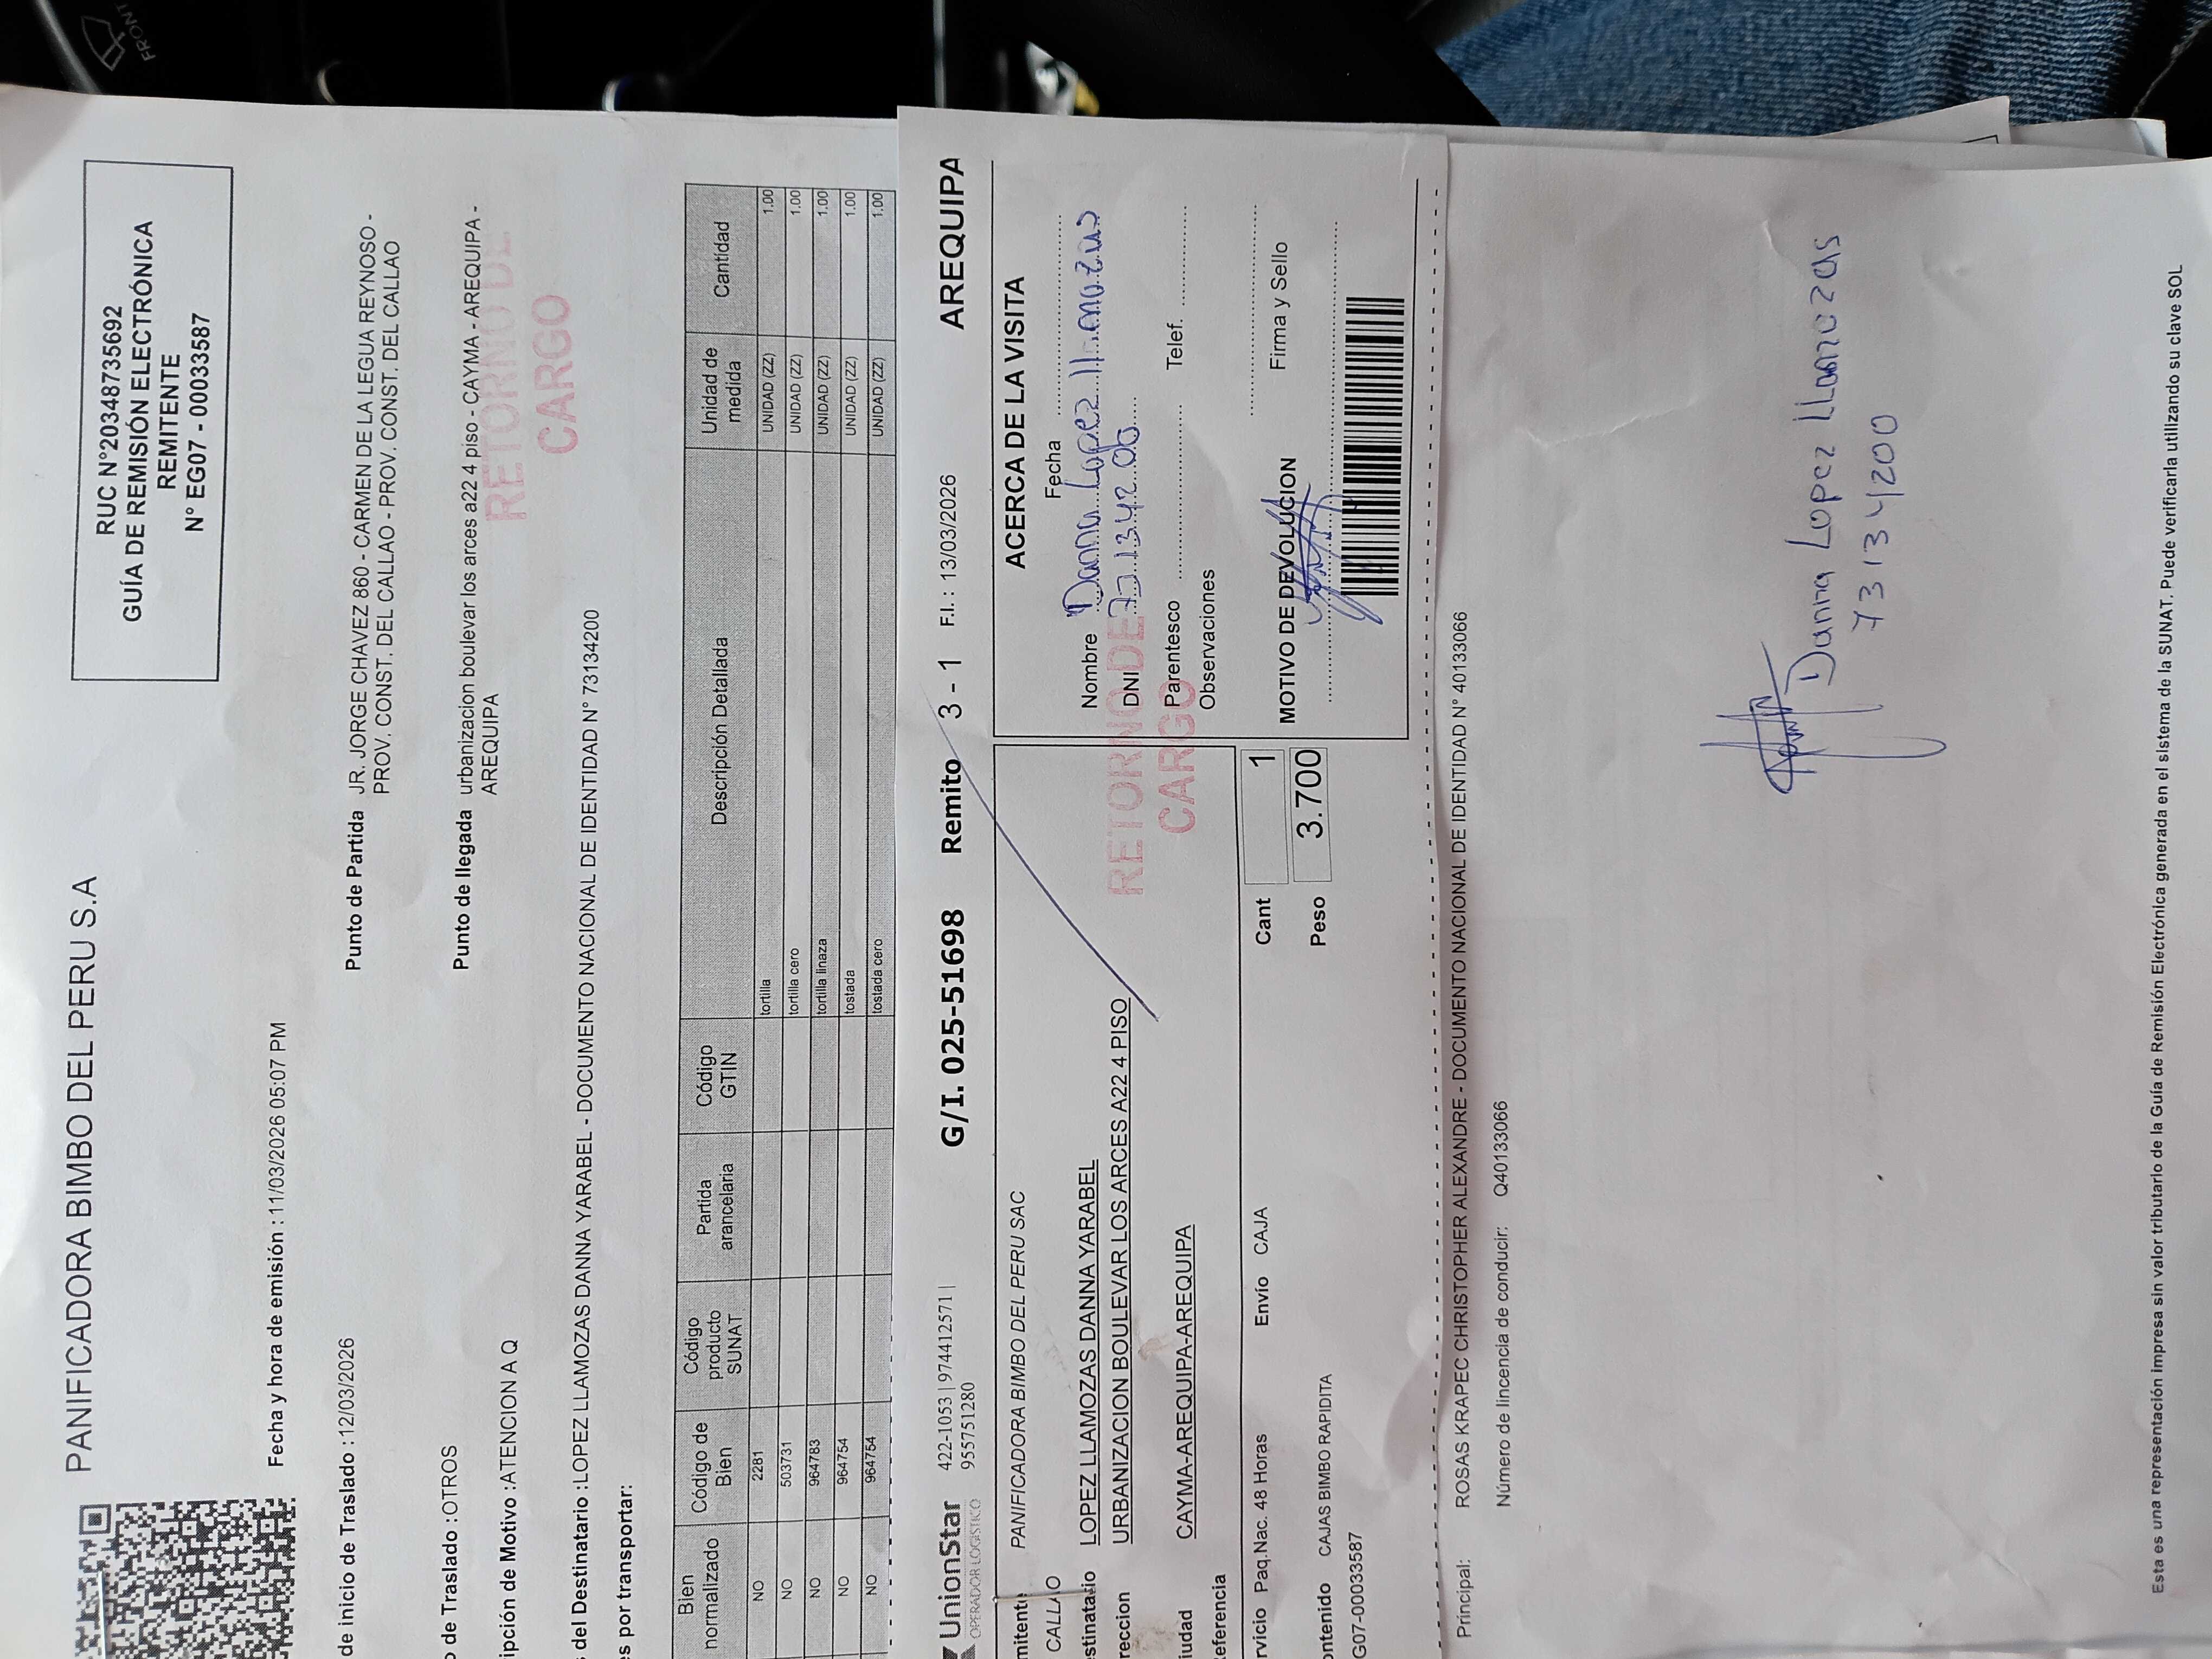 PANIFICADORA BIMBO DEL PERU S.A
RUC N°20348735692
GUÍA DE REMISIÓN ELECTRÓNICA
REMITENTE
N° EG07 - 00033587
Fecha y hora de emisión : 11/03/2026 05:07 PM
de inicio de Traslado : 12/03/2026
Punto de Partida JR. JORGE CHAVEZ 860 - CARMEN DE LA LEGUA REYNOSO -
PROV. CONST. DEL CALLAO - PROV. CONST. DEL CALLAO
de Traslado : OTROS
Punto de llegada urbanizacion boulevar los arces a22 4 piso - CAYMA - AREQUIPA -
AREQUIPA
ipción de Motivo : ATENCION A Q
RETORNO DE
CARGO
del Destinatario : LOPEZ LLAMOZAS DANNA YARABEL - DOCUMENTO NACIONAL DE IDENTIDAD N° 73134200
es por transportar:
Bien normalizado Código de Bien Código producto SUNAT Partida arancelaria Código GTIN Descripción Detallada Unidad de medida Cantidad
NO 2281 tortilla UNIDAD (ZZ) 1.00
NO 503731 tortilla cero UNIDAD (ZZ) 1.00
NO 964783 tortilla linaza UNIDAD (ZZ) 1.00
NO 964754 tostada UNIDAD (ZZ) 1.00
NO 964754 tostada cero UNIDAD (ZZ) 1.00
UnionStar
OPERADOR LOGISTICO
422-1053 | 974412571 |
955751280
G/I. 025-51698 Remito 3 - 1 F.I. : 13/03/2026 AREQUIPA
mitente PANIFICADORA BIMBO DEL PERU SAC
CALLAO
estinatario LOPEZ LLAMOZAS DANNA YARABEL
reccion URBANIZACION BOULEVAR LOS ARCES A22 4 PISO
iudad CAYMA-AREQUIPA-AREQUIPA
eferencia
rvicio Paq.Nac. 48 Horas Envío CAJA Cant 1
ontenido CAJAS BIMBO RAPIDITA Peso 3.700
G07-00033587
RETORNO DE
CARGO
ACERCA DE LA VISITA
Fecha
Nombre Danna Lopez Llamozas
DNI 73134200
Parentesco Telef.
Observaciones
MOTIVO DE DEVOLUCION Firma y Sello
Principal: ROSAS KRAPEC CHRISTOPHER ALEXANDRE - DOCUMENTO NACIONAL DE IDENTIDAD N° 40133066
Número de lincencia de conducir: Q40133066
Danna Lopez Llamozas
73134200
Esta es una representación impresa sin valor tributario de la Guía de Remisión Electrónica generada en el sistema de la SUNAT. Puede verificarla utilizando su clave SOL
FRONT